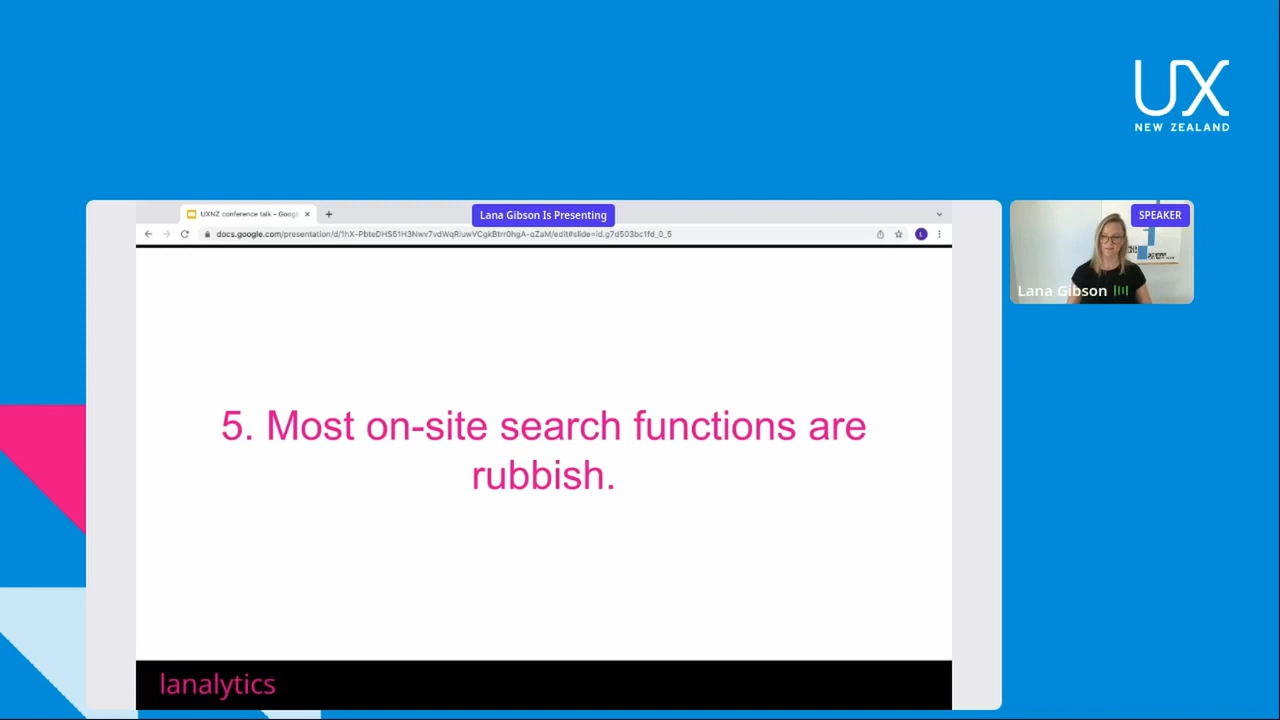 UX
NEW ZEALAND
UXNZ conference talk - Googl
Lana Gibson Is Presenting
SPEAKER
5. Most on-site search functions are
rubbish.
Lana Gibson
lanalytics